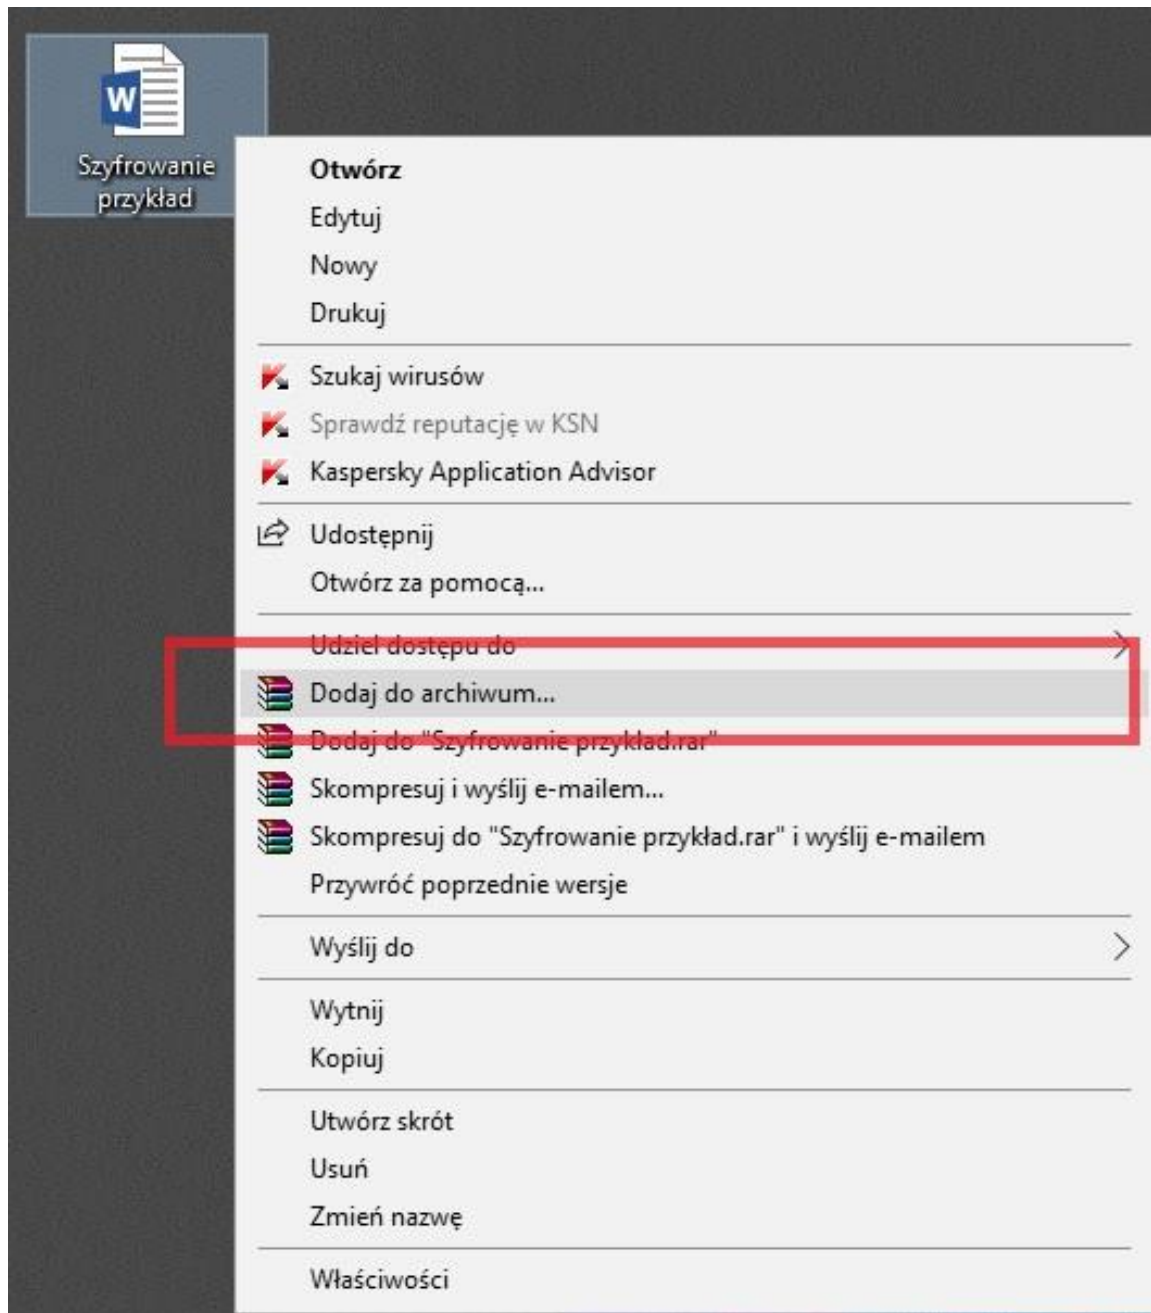 W
Szyfrowanie
przykład
Otwórz
Edytuj
Nowy
Drukuj
Szukaj wirusów
Sprawdź reputację w KSN
Kaspersky Application Advisor
Udostępnij
Otwórz za pomocą...
Udziel dostępu do
Dodaj do archiwum...
Dodaj do "Szyfrowanie przykład.rar"
Skompresuj i wyślij e-mailem...
Skompresuj do "Szyfrowanie przykład.rar" i wyślij e-mailem
Przywróć poprzednie wersje
Wyślij do
Wytnij
Kopiuj
Utwórz skrót
Usuń
Zmień nazwę
Właściwości